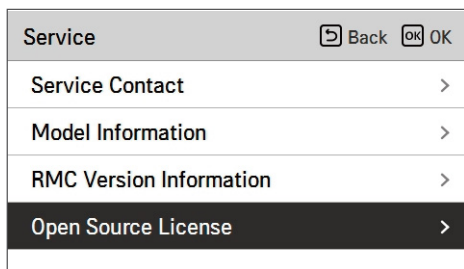 Service Back OK OK
Service Contact >
Model Information >
RMC Version Information >
Open Source License >